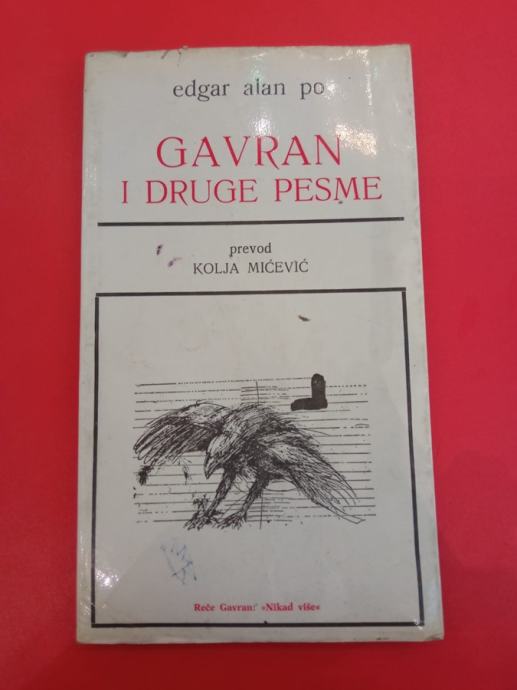 edgar alan po
GAVRAN
I DRUGE PESME
prevod
KOLJA MIĆEVIĆ
Reče Gavran: »Nikad više«